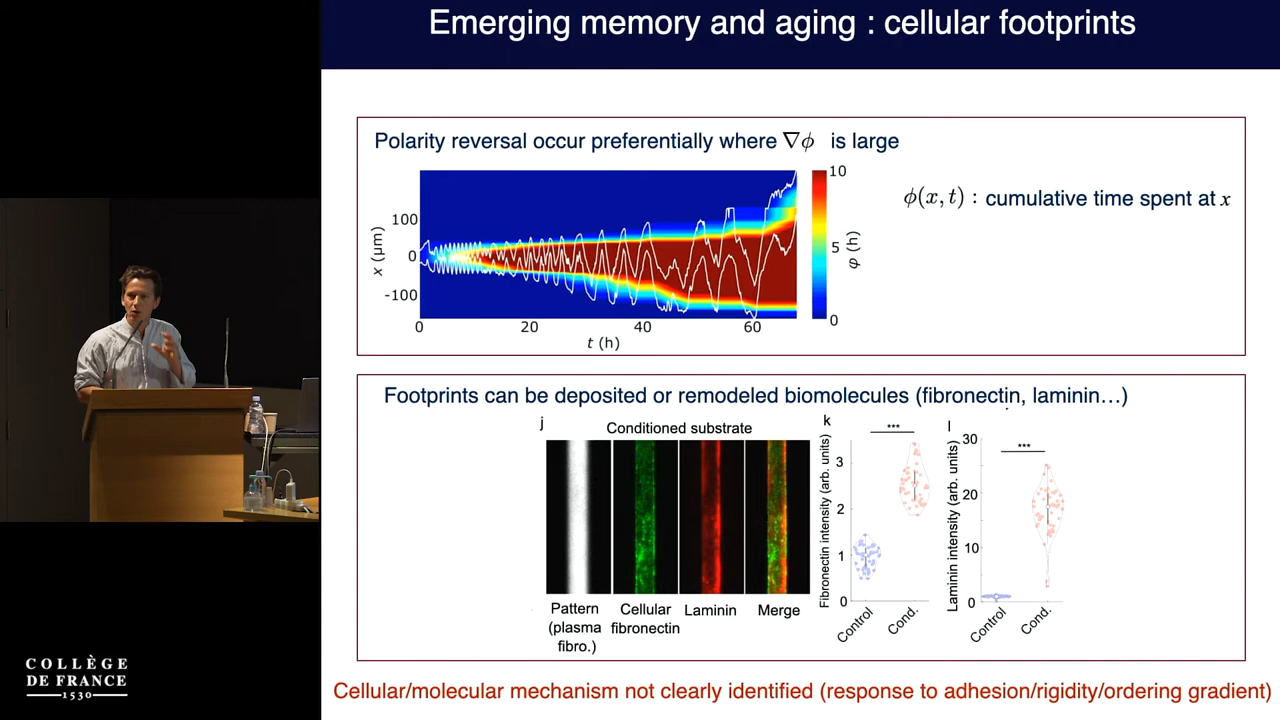 Emerging memory and aging : cellular footprints
Polarity reversal occur preferentially where ∇ϕ is large
ϕ(x, t) : cumulative time spent at x
100
0
-100
x (μm)
0
20
40
60
t (h)
10
5
0
φ (h)
Footprints can be deposited or remodeled biomolecules (fibronectin, laminin…)
j
Conditioned substrate
Pattern
(plasma
fibro.)
Cellular
fibronectin
Laminin
Merge
k
***
Fibronectin intensity (arb. units)
3
2
1
0
Control
Cond.
l
***
Laminin intensity (arb. units)
30
20
10
0
Control
Cond.
Cellular/molecular mechanism not clearly identified (response to adhesion/rigidity/ordering gradient)
COLLÈGE
DE FRANCE
1530